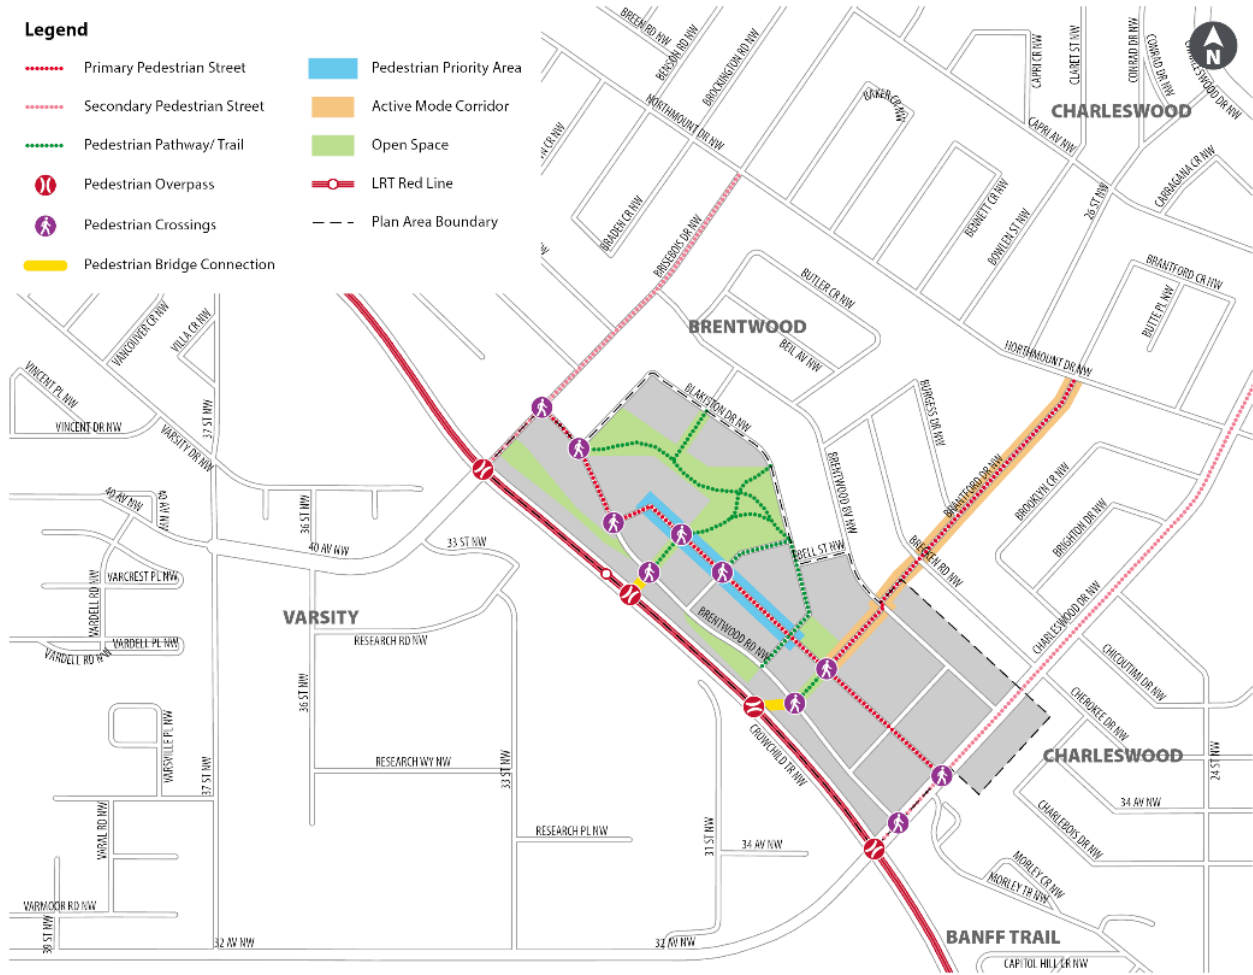 Legend
Primary Pedestrian Street
Secondary Pedestrian Street
Pedestrian Pathway/ Trail
Pedestrian Overpass
Pedestrian Crossings
Pedestrian Bridge Connection
Pedestrian Priority Area
Active Mode Corridor
Open Space
LRT Red Line
Plan Area Boundary
N
BREEN RD NW
BENSON RD NW
BROCKINGTON RD NW
CAPRI CR NW
CLARET ST NW
CONRAD DR NW
CONRAD DR NW
CHARLESWOOD DR NW
CHARLESWOOD
NORTHMOUNT DR NW
BAKER CR NW
CAPRI AV NW
CR NW
CARRAGANA CR NW
BRADEN CR NW
BENNETT CR NW
BOWLEN ST NW
26 ST NW
BRISEBOIS DR NW
BUTLER CR NW
BRANTFORD CR NW
BUTTE PL NW
BRENTWOOD
BEIL AV NW
NORTHMOUNT DR NW
VANCOUVER CR NW
VILLA CR NW
VINCENT PL NW
VINCENT DR NW
VARSITY DR NW
37 ST NW
BLAKISTON DR NW
BURGESS DR NW
BRENTWOOD BV NW
BRANTFORD DR NW
BROOKLYN CR NW
BRIGHTON DR NW
40 AV NW
40 AV NW
36 ST NW
40 AV NW
33 ST NW
BELL ST NW
BRECKEN RD NW
VARCREST PL NW
VARDELL RD NW
VARDELL PL NW
VARDELL RD NW
VARSITY
RESEARCH RD NW
BRENTWOOD RD NW
CHARLESWOOD DR NW
CHICOUTIMI DR NW
CHEROKEE DR NW
36 ST NW
VARSVILLE PL NW
37 ST NW
RESEARCH WY NW
33 ST NW
CROWCHILD TR NW
CHARLESWOOD
24 ST NW
34 AV NW
CHARLEBOIS DR NW
VARAL RD NW
RESEARCH PL NW
31 ST NW
34 AV NW
MORLEY CR NW
MORLEY TR NW
VARMOOR RD NW
39 ST NW
32 AV NW
32 AV NW
BANFF TRAIL
CAPITOL HILL CR NW